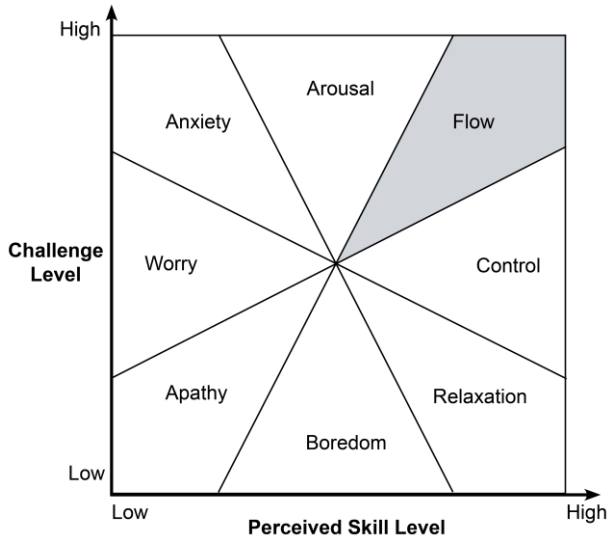 High
Arousal
Anxiety
Flow
Challenge
Level
Worry
Control
Apathy
Relaxation
Boredom
Low
Low
High
Perceived Skill Level